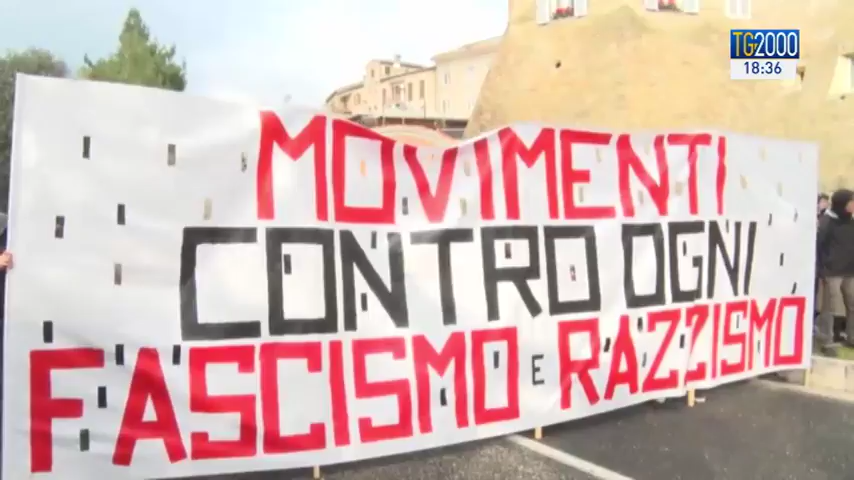 TG2000
18:36
MOVIMENTI
CONTRO OGNI
FASCISMO E RAZZISMO